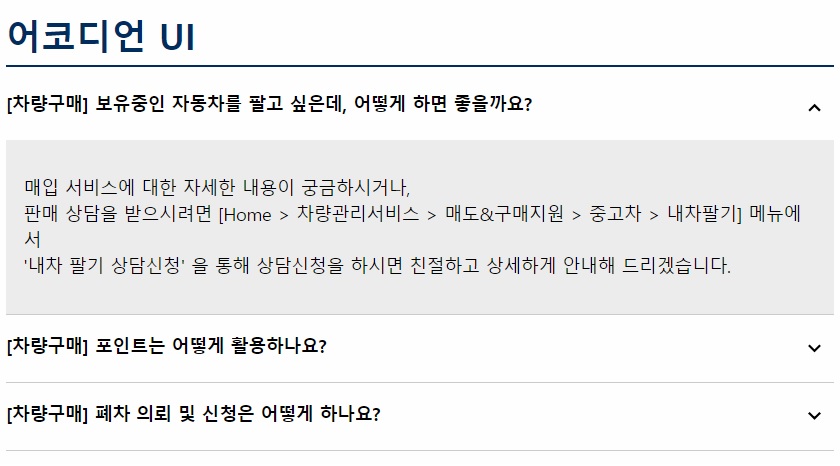 어코디언 UI
[차량구매] 보유중인 자동차를 팔고 싶은데, 어떻게 하면 좋을까요?
매입 서비스에 대한 자세한 내용이 궁금하시거나,
판매 상담을 받으시려면 [Home > 차량관리서비스 > 매도&구매지원 > 중고차 > 내차팔기] 메뉴에
서
'내차 팔기 상담신청' 을 통해 상담신청을 하시면 친절하고 상세하게 안내해 드리겠습니다.
[차량구매] 포인트는 어떻게 활용하나요?
[차량구매] 폐차 의뢰 및 신청은 어떻게 하나요?